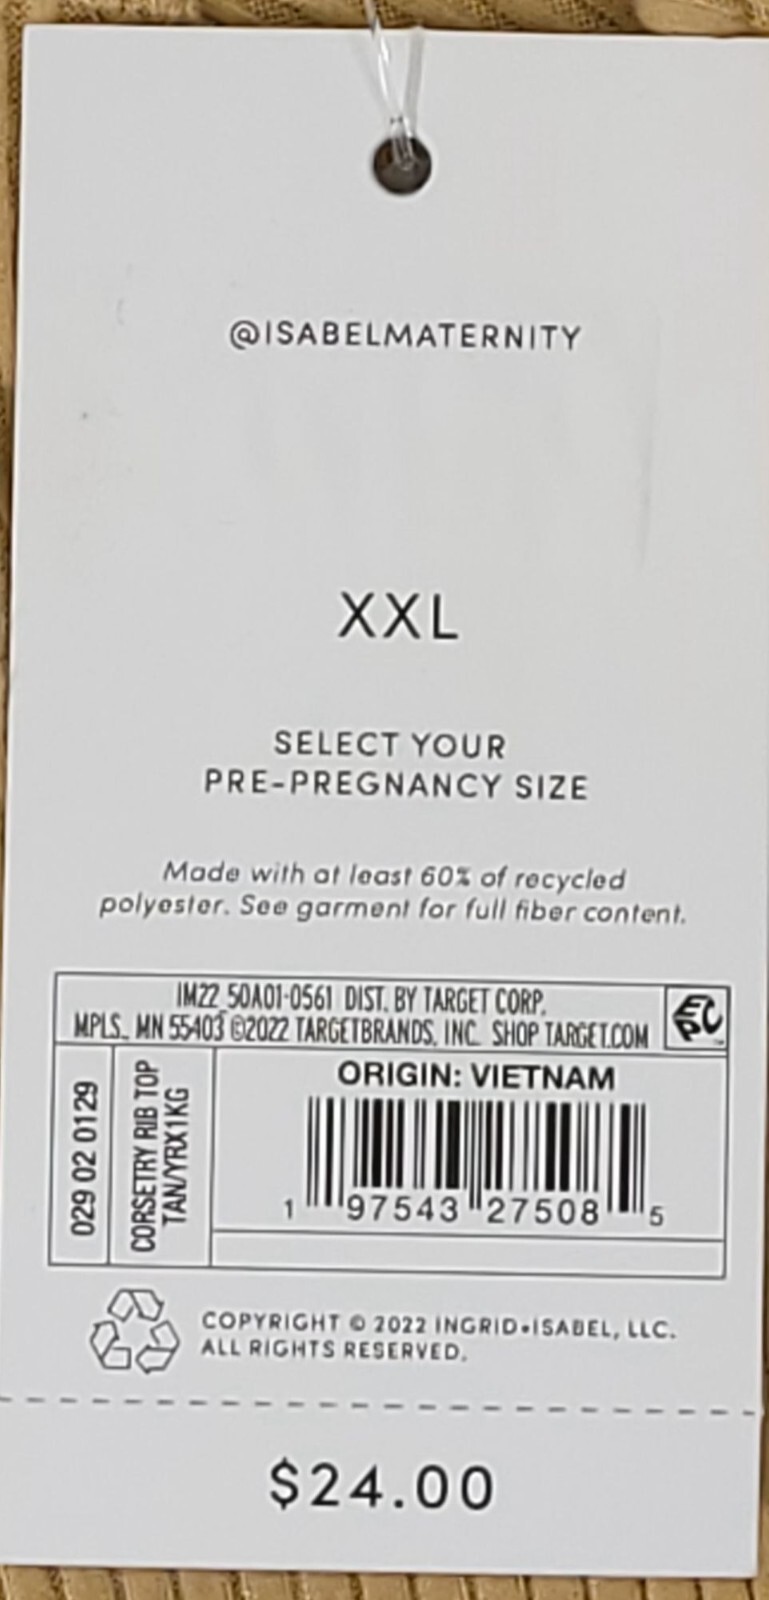 @ISABELMATERNITY
XXL
SELECT YOUR
PRE-PREGNANCY SIZE
Made with at least 60% of recycled
polyester. See garment for full fiber content.
IM22 50A01-0561 DIST. BY TARGET CORP.
MPLS., MN 55403 ©2022 TARGETBRANDS, INC. SHOP TARGET.COM
EPC
029 02 0129
CORSETRY RIB TOP
TAN/YRX1KG
ORIGIN: VIETNAM
1 97543 27508 5
COPYRIGHT © 2022 INGRID•ISABEL, LLC.
ALL RIGHTS RESERVED.
$24.00